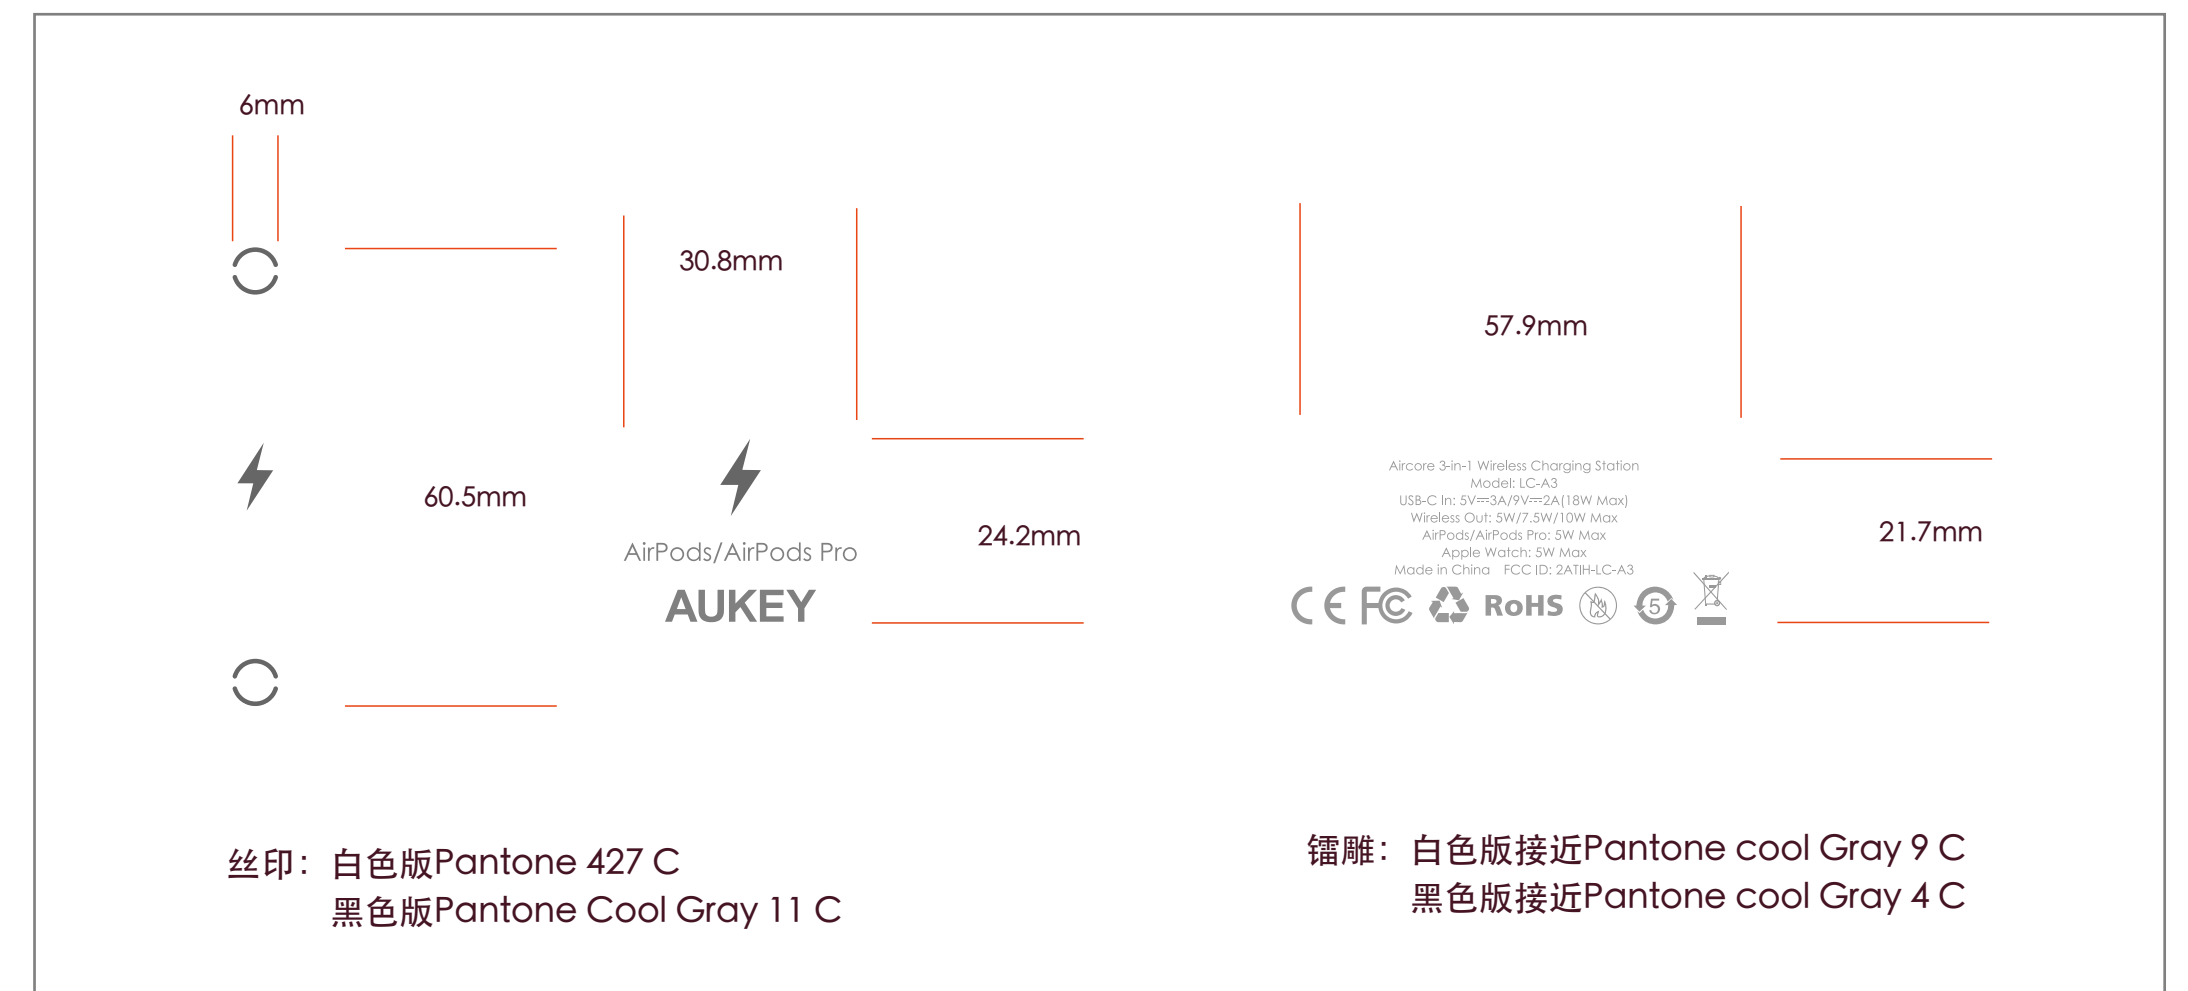 6mm
30.8mm
57.9mm
60.5mm
24.2mm
21.7mm
AirPods/AirPods Pro
AUKEY
Aircore 3-in-1 Wireless Charging Station
Model: LC-A3
USB-C In: 5V⎓3A/9V⎓2A(18W Max)
Wireless Out: 5W/7.5W/10W Max
AirPods/AirPods Pro: 5W Max
Apple Watch: 5W Max
Made in China FCC ID: 2ATIH-LC-A3
CE FC RoHS 5
丝印：白色版Pantone 427 C
黑色版Pantone Cool Gray 11 C
镭雕：白色版接近Pantone cool Gray 9 C
黑色版接近Pantone cool Gray 4 C